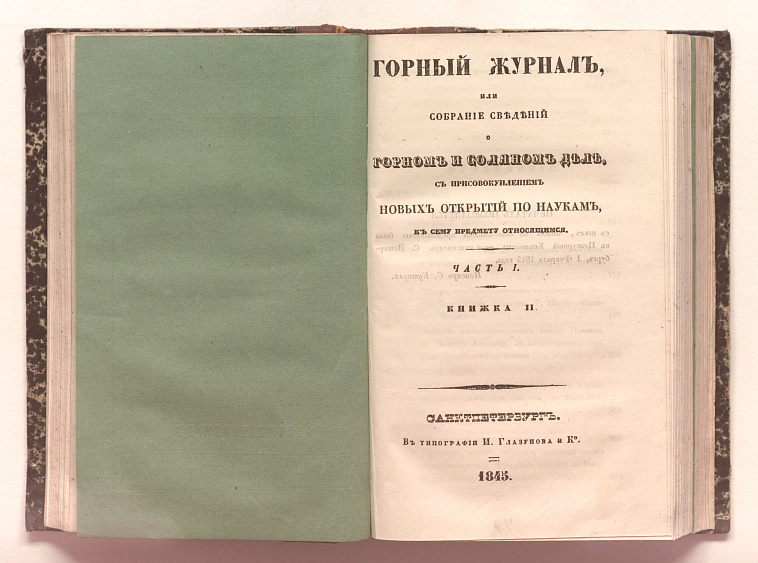 ГОРНЫЙ ЖУРНАЛЪ,
ИЛИ
СОБРАНІЕ СВѢДѢНІЙ
О
ГОРНОМЪ И СОЛЯНОМЪ ДѢЛѢ,
СЪ ПРИСОВОКУПЛЕНІЕМЪ
НОВЫХЪ ОТКРЫТІЙ ПО НАУКАМЪ,
КЪ СЕМУ ПРЕДМЕТУ ОТНОСЯЩИМСЯ.
ЧАСТЬ I.
КНИЖКА II.
САНКТПЕТЕРБУРГЪ.
Въ типографіи И. Глазунова и Ко.
1845.